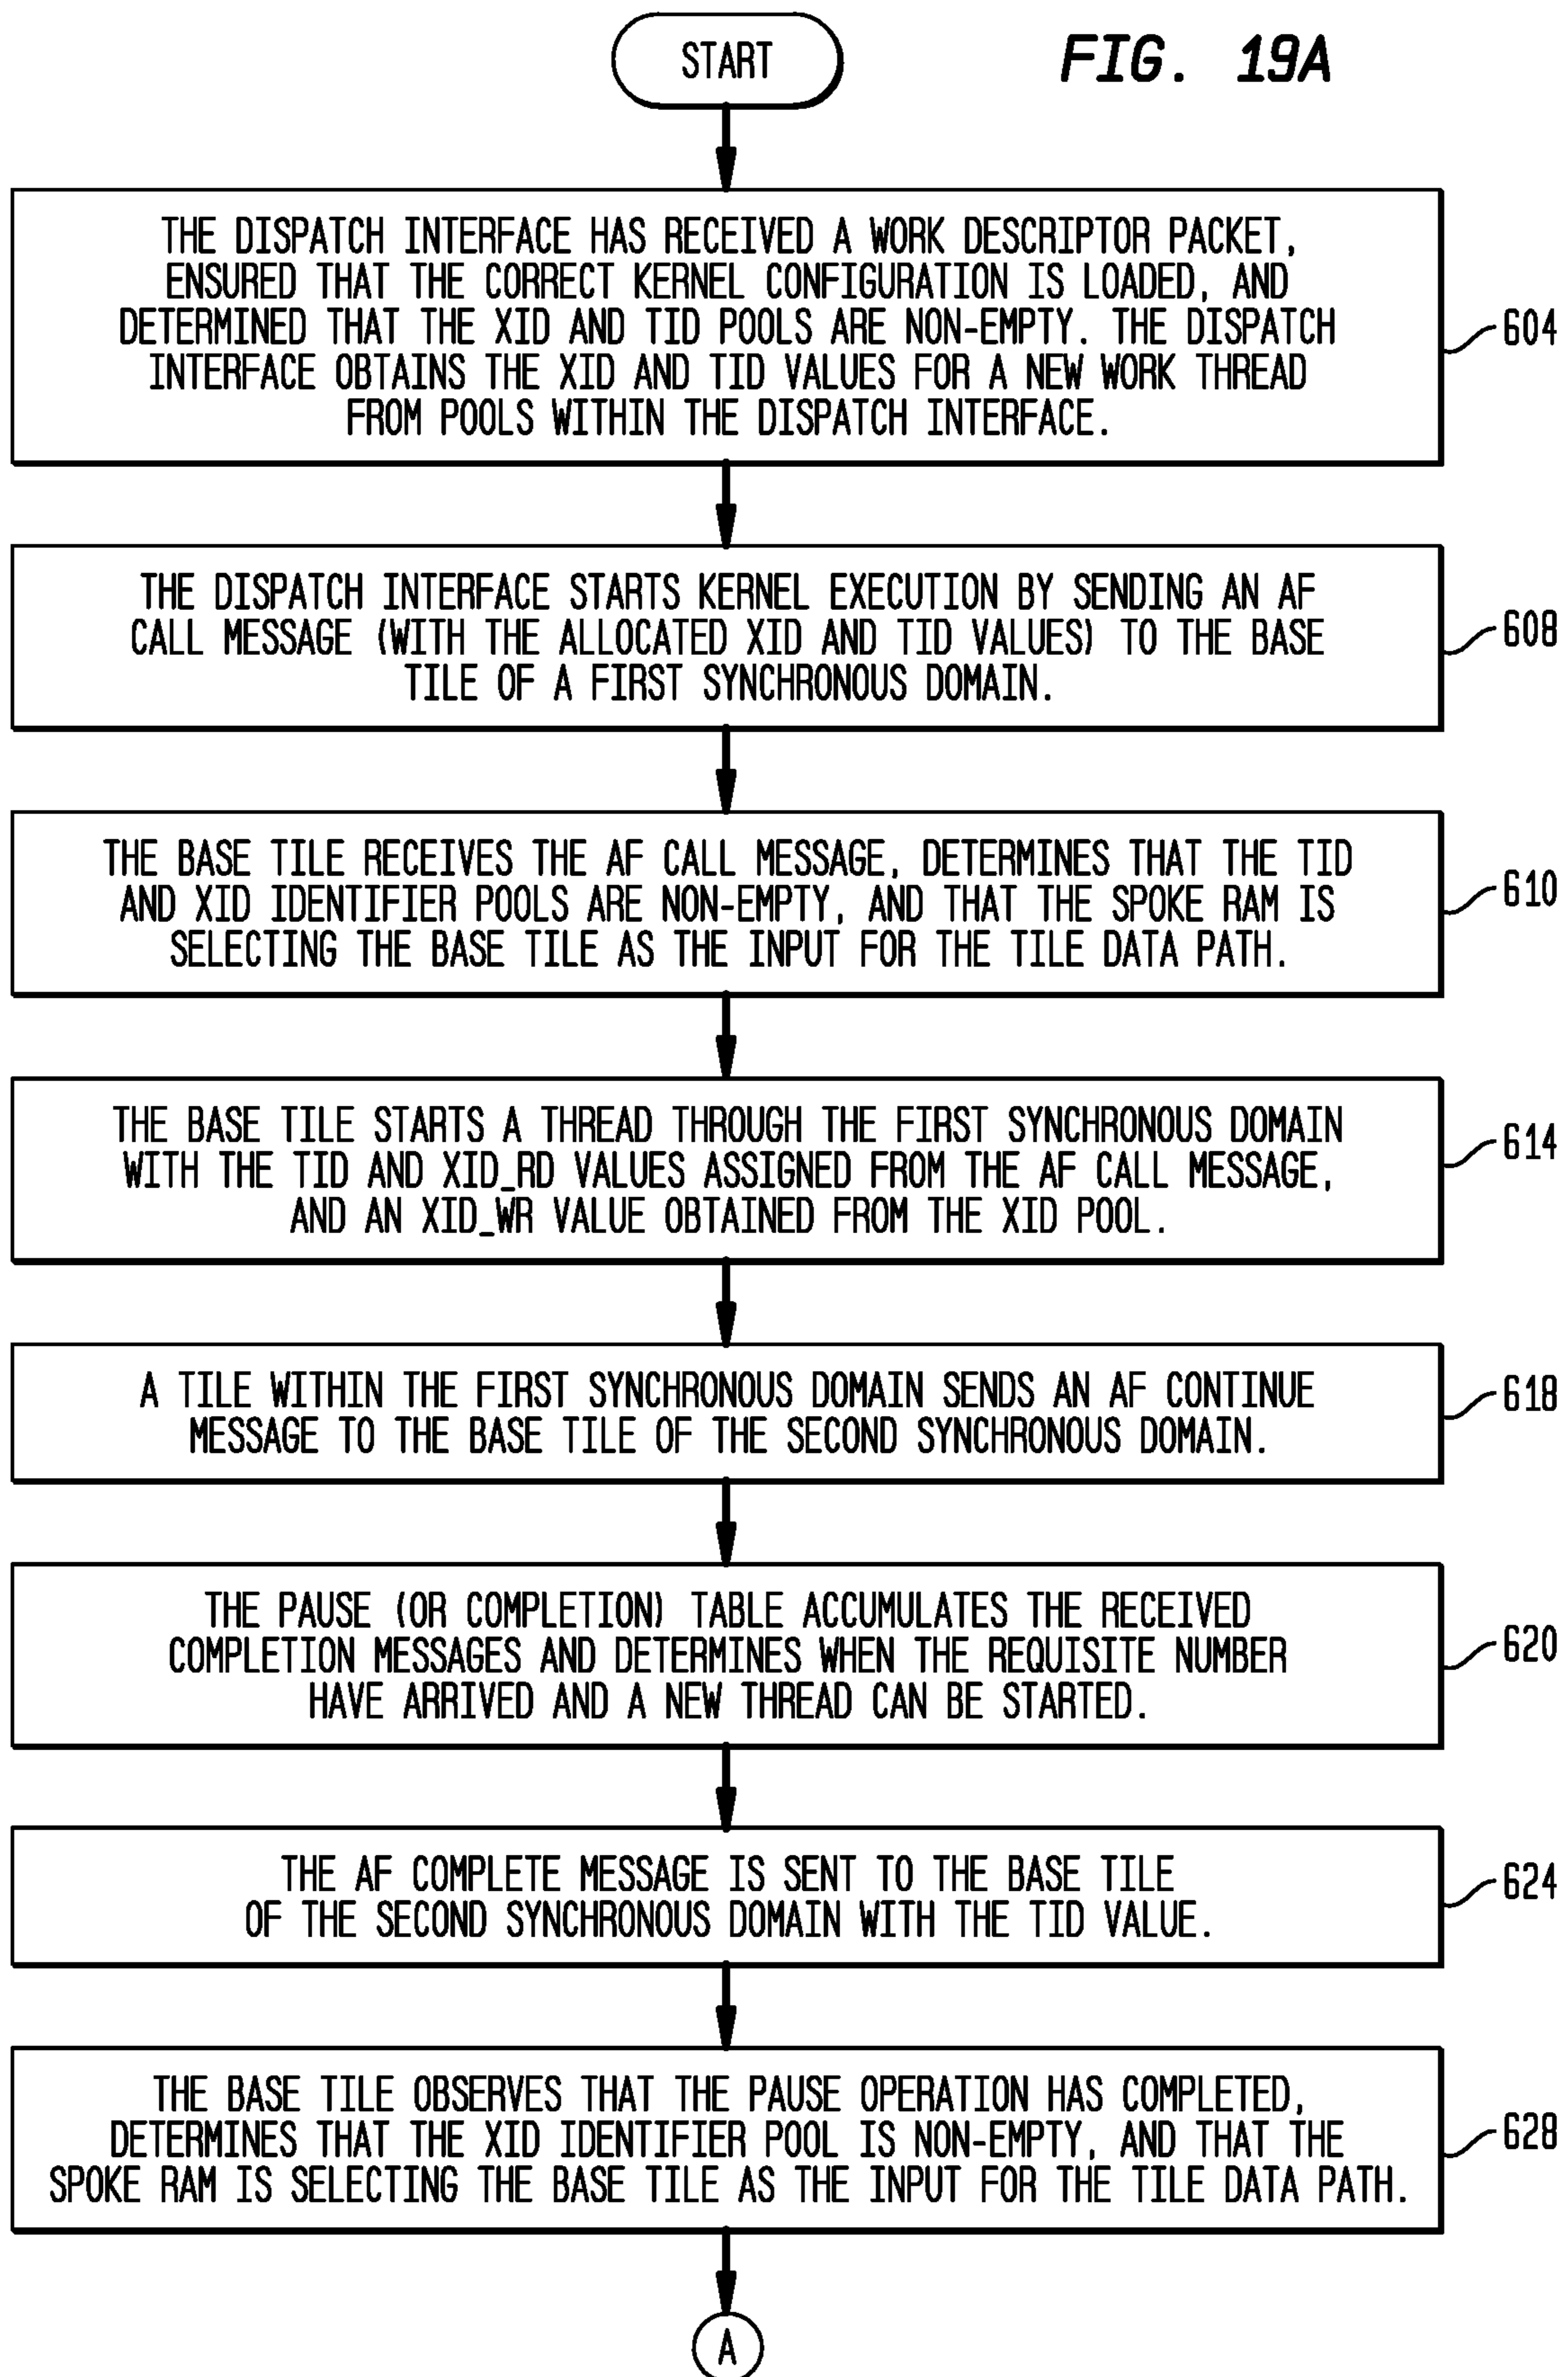 START
FIG. 19A
THE DISPATCH INTERFACE HAS RECEIVED A WORK DESCRIPTOR PACKET,
ENSURED THAT THE CORRECT KERNEL CONFIGURATION IS LOADED, AND
DETERMINED THAT THE XID AND TID POOLS ARE NON-EMPTY. THE DISPATCH
INTERFACE OBTAINS THE XID AND TID VALUES FOR A NEW WORK THREAD
FROM POOLS WITHIN THE DISPATCH INTERFACE.
604
THE DISPATCH INTERFACE STARTS KERNEL EXECUTION BY SENDING AN AF
CALL MESSAGE (WITH THE ALLOCATED XID AND TID VALUES) TO THE BASE
TILE OF A FIRST SYNCHRONOUS DOMAIN.
608
THE BASE TILE RECEIVES THE AF CALL MESSAGE, DETERMINES THAT THE TID
AND XID IDENTIFIER POOLS ARE NON-EMPTY, AND THAT THE SPOKE RAM IS
SELECTING THE BASE TILE AS THE INPUT FOR THE TILE DATA PATH.
610
THE BASE TILE STARTS A THREAD THROUGH THE FIRST SYNCHRONOUS DOMAIN
WITH THE TID AND XID_RD VALUES ASSIGNED FROM THE AF CALL MESSAGE,
AND AN XID_WR VALUE OBTAINED FROM THE XID POOL.
614
A TILE WITHIN THE FIRST SYNCHRONOUS DOMAIN SENDS AN AF CONTINUE
MESSAGE TO THE BASE TILE OF THE SECOND SYNCHRONOUS DOMAIN.
618
THE PAUSE (OR COMPLETION) TABLE ACCUMULATES THE RECEIVED
COMPLETION MESSAGES AND DETERMINES WHEN THE REQUISITE NUMBER
HAVE ARRIVED AND A NEW THREAD CAN BE STARTED.
620
THE AF COMPLETE MESSAGE IS SENT TO THE BASE TILE
OF THE SECOND SYNCHRONOUS DOMAIN WITH THE TID VALUE.
624
THE BASE TILE OBSERVES THAT THE PAUSE OPERATION HAS COMPLETED,
DETERMINES THAT THE XID IDENTIFIER POOL IS NON-EMPTY, AND THAT THE
SPOKE RAM IS SELECTING THE BASE TILE AS THE INPUT FOR THE TILE DATA PATH.
628
A